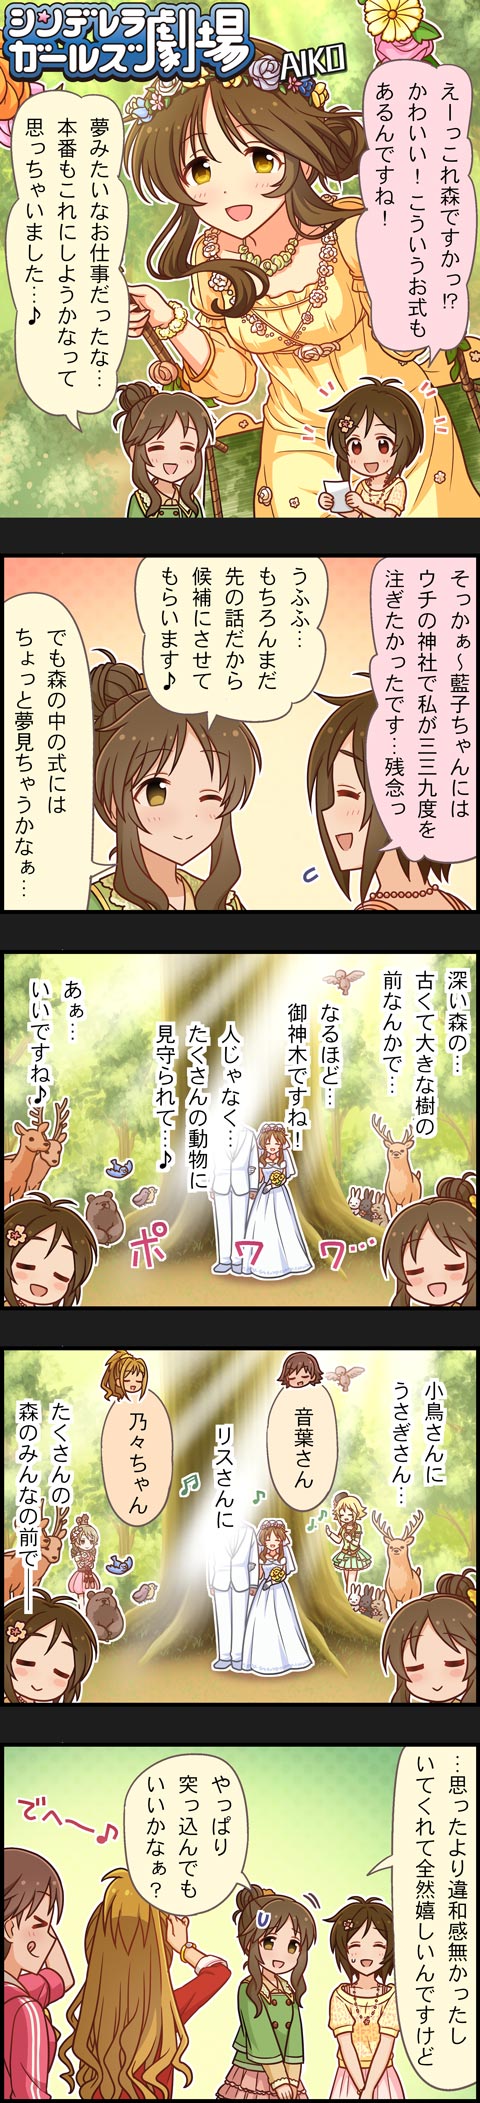 シンデレラ
ガールズ劇場
AIKO
えーっこれ森ですかっ!?
かわいい!こういうお式も
あるんですね!
夢みたいなお仕事だったな…
本番もこれにしようかなって
思っちゃいました…♪
そっかぁ〜藍子ちゃんには
ウチの神社で私が三三九度を
注ぎたかったです…残念っ
うふふ…
もちろんまだ
先の話だから
候補にさせて
もらいます♪
でも森の中の式には
ちょっと夢見ちゃうかなぁ…
深い森の…
古くて大きな樹の
前なんかで…
なるほど…
御神木ですね!
人じゃなく…
たくさんの動物に
見守られて…♪
あぁ…
いいですね♪
ポワワ…
小鳥さんに
うさぎさん…
音葉さん
リスさんに
乃々ちゃん
たくさんの
森のみんなの前で――
…思ったより違和感無かったし
いてくれて全然嬉しいんですけど
やっぱり
突っ込んでも
いいかなぁ?
でへ〜♪